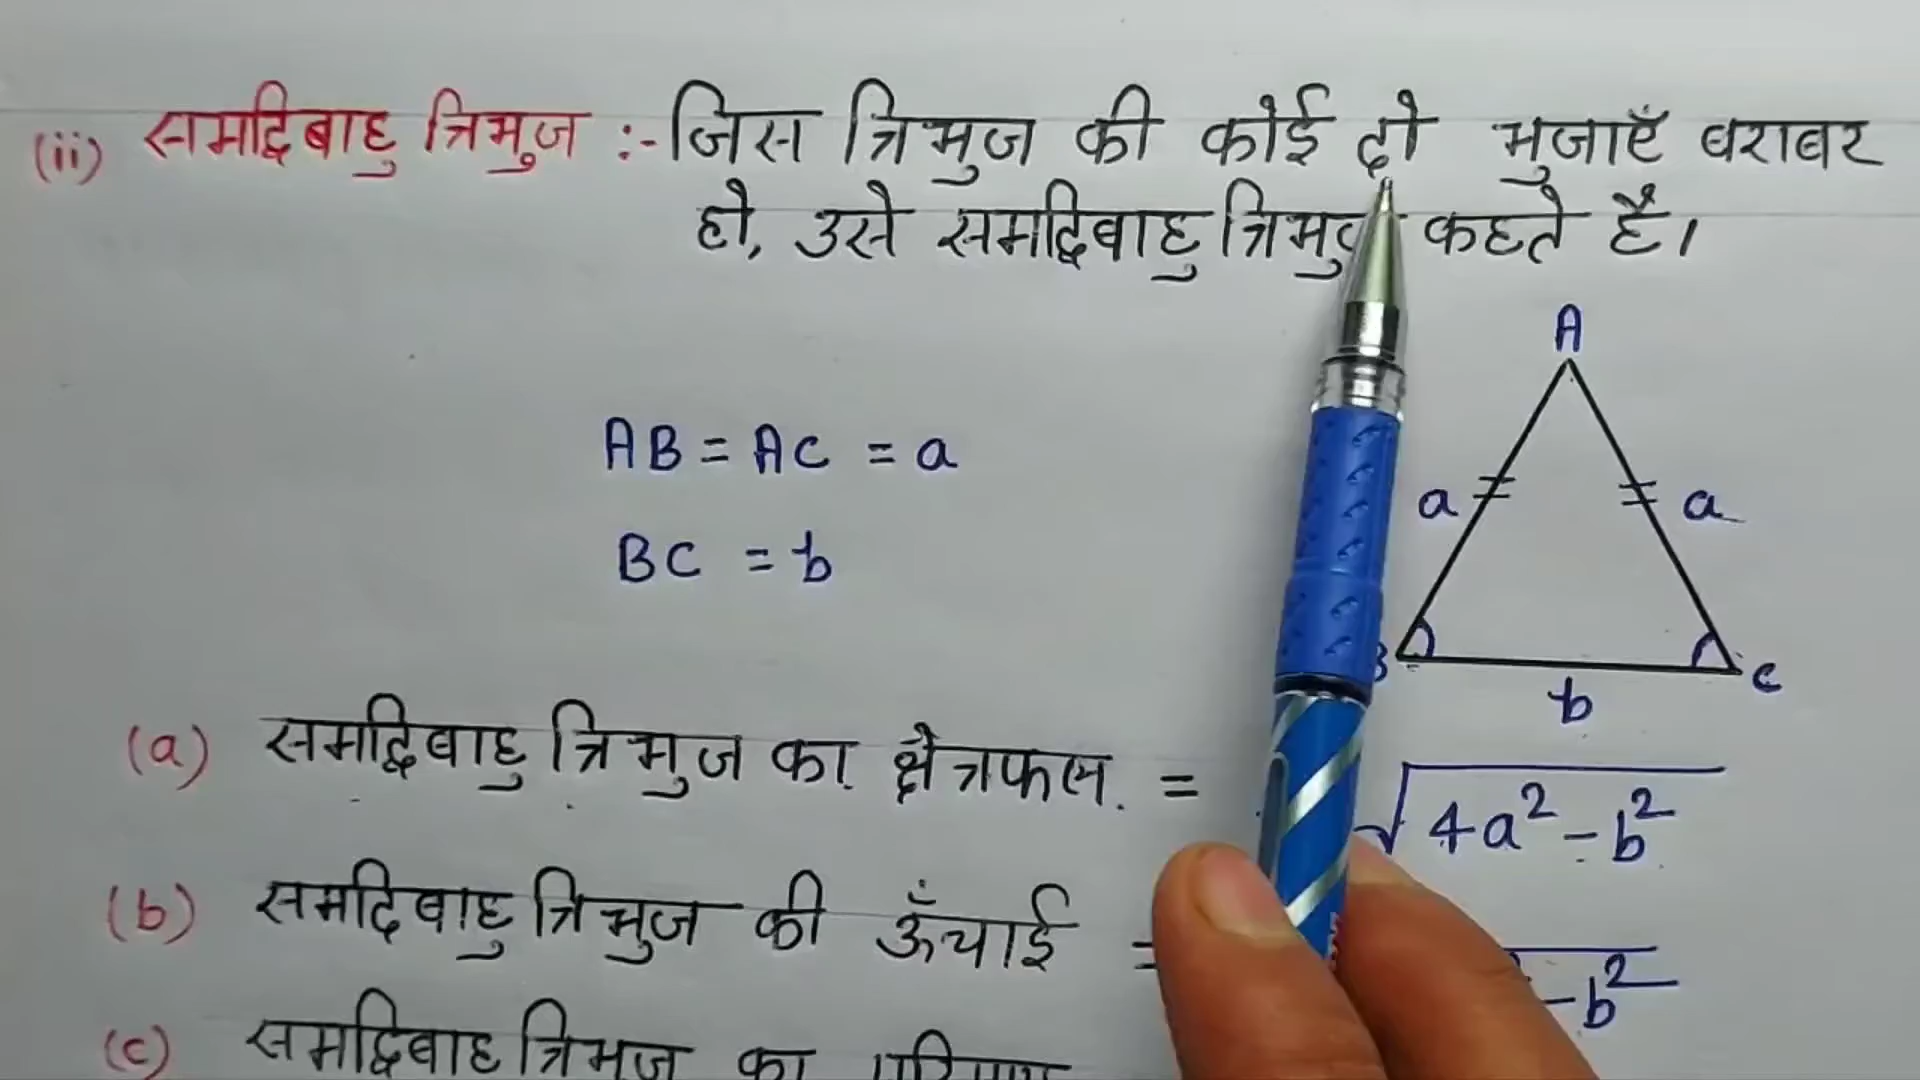 (ii) समद्विबाहु त्रिभुज :- जिस त्रिभुज की कोई दो भुजाएँ बराबर
हो, उसे समद्विबाहु त्रिभुज कहते है।
A
AB = AC = a
a a
BC = b
B C
b
(a) समद्विबाहु त्रिभुज का क्षेत्रफल = √4a² - b²
(b) समद्विबाहु त्रिभुज की ऊँचाई = - b²
(c) समद्विबाहु त्रिभुज का